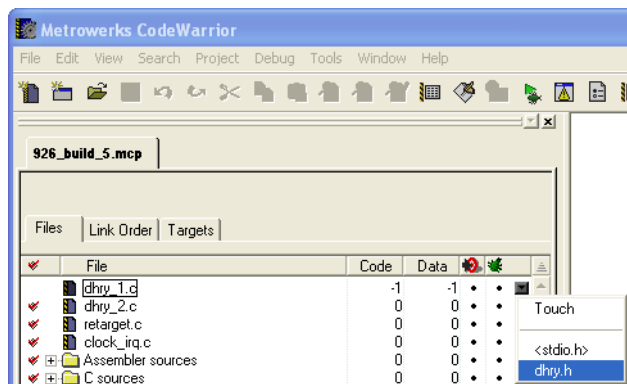 Metrowerks CodeWarrior
File Edit View Search Project Debug Tools Window Help
926_build_5.mcp
Files Link Order Targets
File Code Data
dhry_1.c -1 -1
dhry_2.c 0 0
retarget.c 0 0
clock_irq.c 0 0
Assembler sources 0 0
C sources 0 0
Touch
<stdio.h>
dhry.h